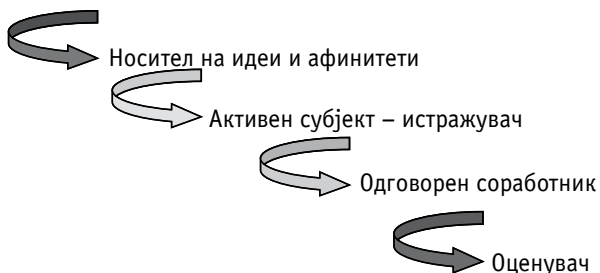 Носител на идеи и афинитети
Активен субјект – истражувач
Одговорен соработник
Оценувач